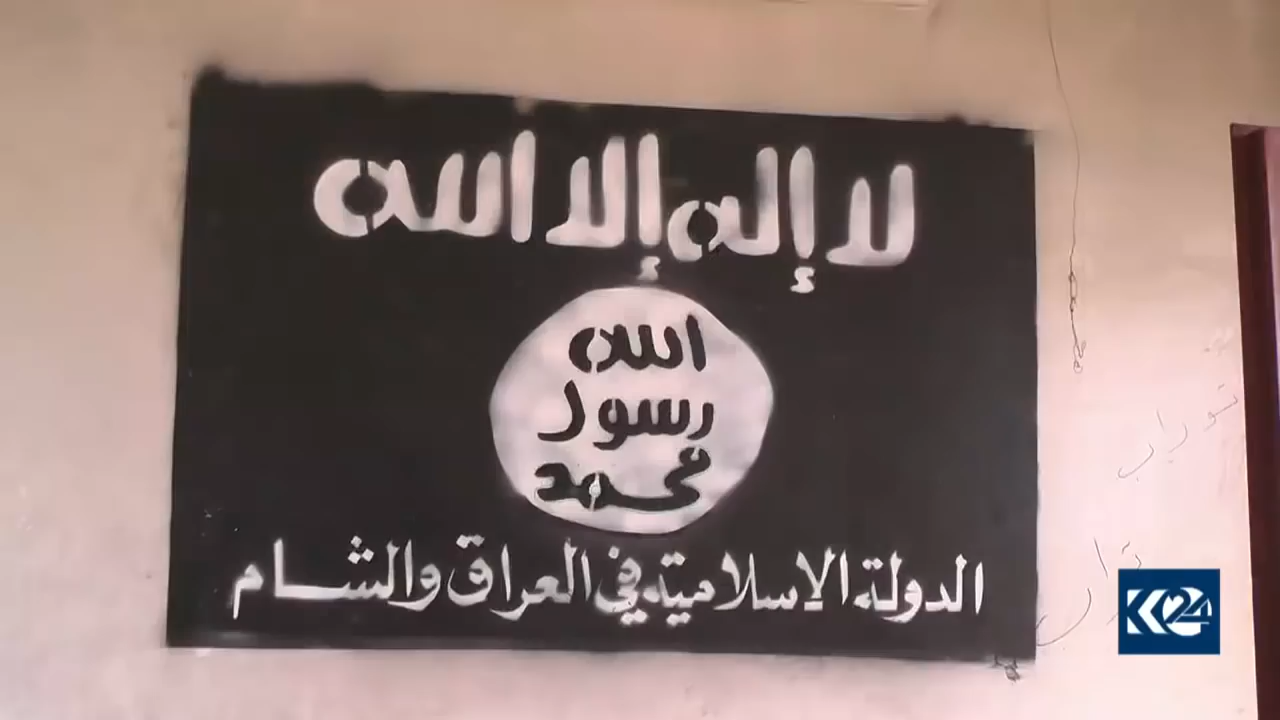 لا إله إلا الله
الله
رسول
محمد
الدولة الاسلامية في العراق والشام
K24